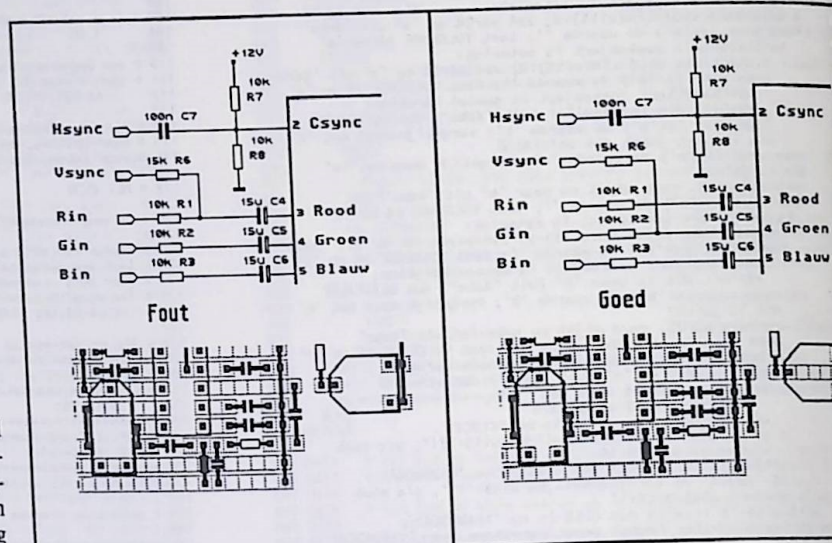 +12V
10K
R7
100n C7
Hsync
2 Csync
10K
R8
15K R6
Vsync
10K R1
15u C4
Rin
3 Rood
10K R2
15u C5
Gin
4 Groen
10K R3
15u C6
Bin
5 Blauw
Fout
+12V
10K
R7
100n C7
Hsync
2 Csync
10K
R8
15K R6
Vsync
10K R1
15u C4
Rin
3 Rood
10K R2
15u C5
Gin
4 Groen
10K R3
15u C6
Bin
5 Blauw
Goed